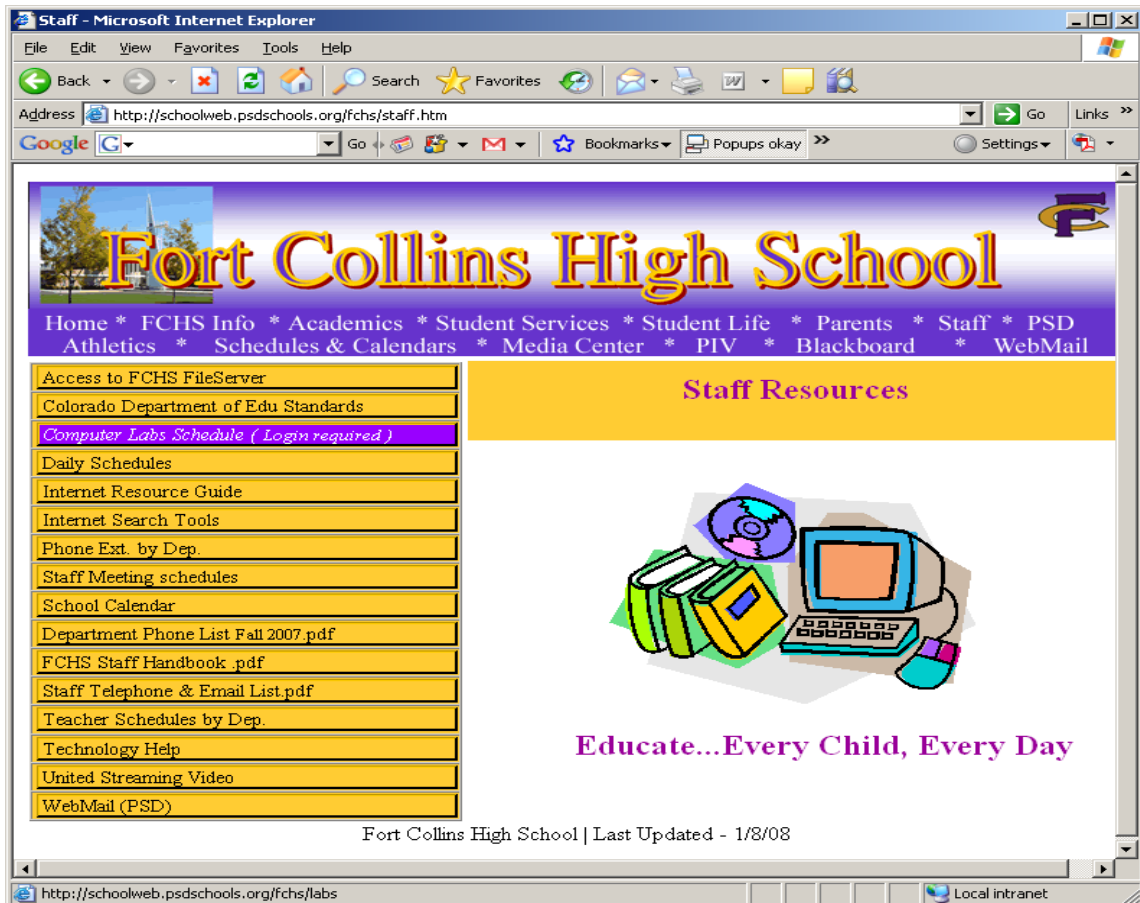 Staff - Microsoft Internet Explorer
File Edit View Favorites Tools Help
Back Search Favorites
Address http://schoolweb.psdschools.org/fchs/staff.htm Go Links »
Google G Go Bookmarks Popups okay » Settings
Fort Collins High School
Home * FCHS Info * Academics * Student Services * Student Life * Parents * Staff * PSD
Athletics * Schedules & Calendars * Media Center * PIV * Blackboard * WebMail
Access to FCHS FileServer
Colorado Department of Edu Standards
Computer Labs Schedule ( Login required )
Daily Schedules
Internet Resource Guide
Internet Search Tools
Phone Ext. by Dep.
Staff Meeting schedules
School Calendar
Department Phone List Fall 2007.pdf
FCHS Staff Handbook .pdf
Staff Telephone & Email List.pdf
Teacher Schedules by Dep.
Technology Help
United Streaming Video
WebMail (PSD)
Staff Resources
Educate...Every Child, Every Day
Fort Collins High School | Last Updated - 1/8/08
http://schoolweb.psdschools.org/fchs/labs Local intranet